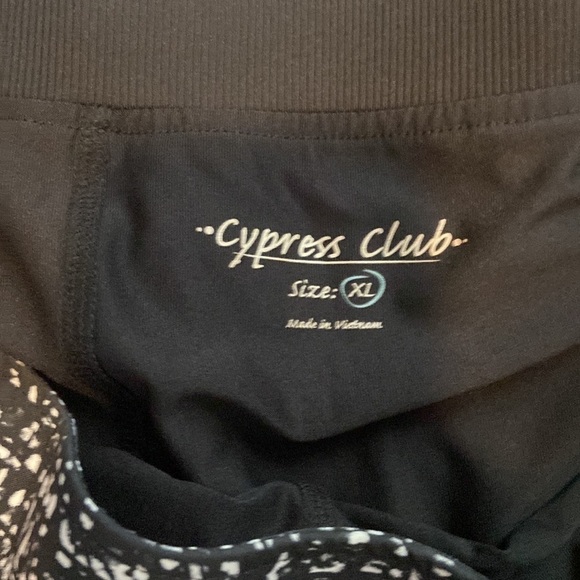 Cypress Club
Size: XL
Made in Vietnam